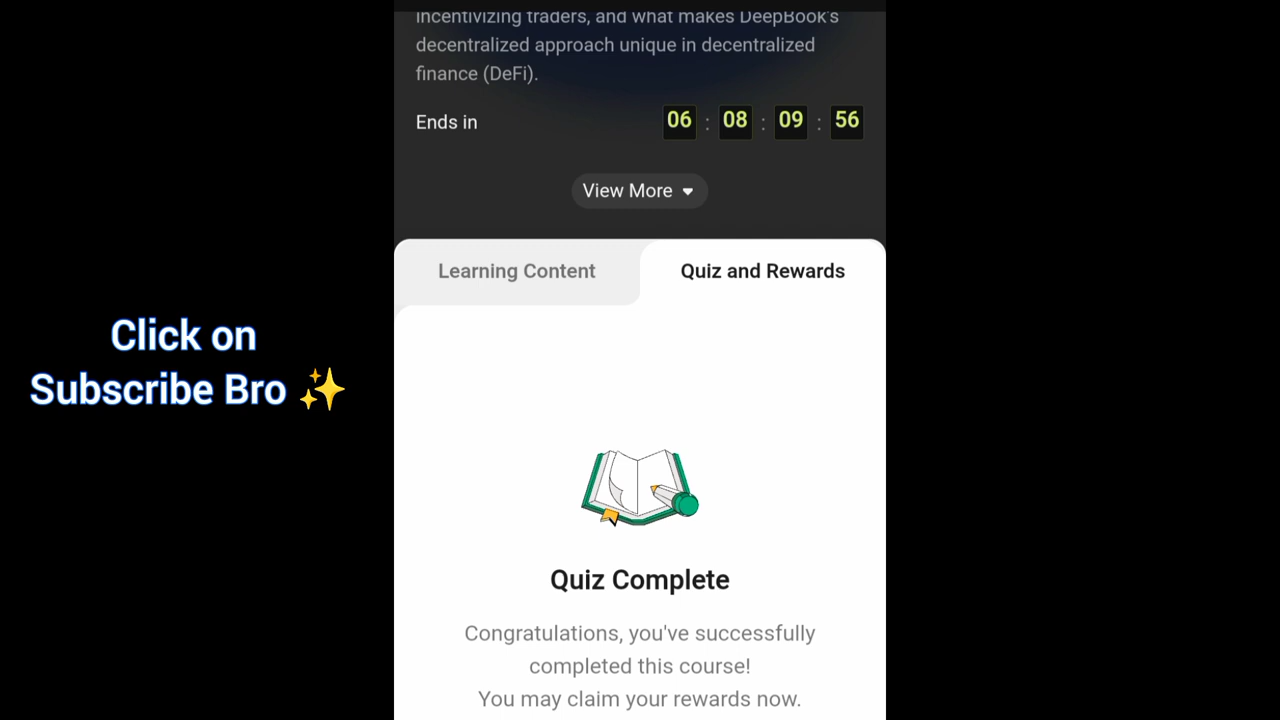 incentivizing traders, and what makes DeepBook's
decentralized approach unique in decentralized
finance (DeFi).
Ends in 06 : 08 : 09 : 56
View More
Learning Content Quiz and Rewards
Click on
Subscribe Bro ✨
Quiz Complete
Congratulations, you've successfully
completed this course!
You may claim your rewards now.